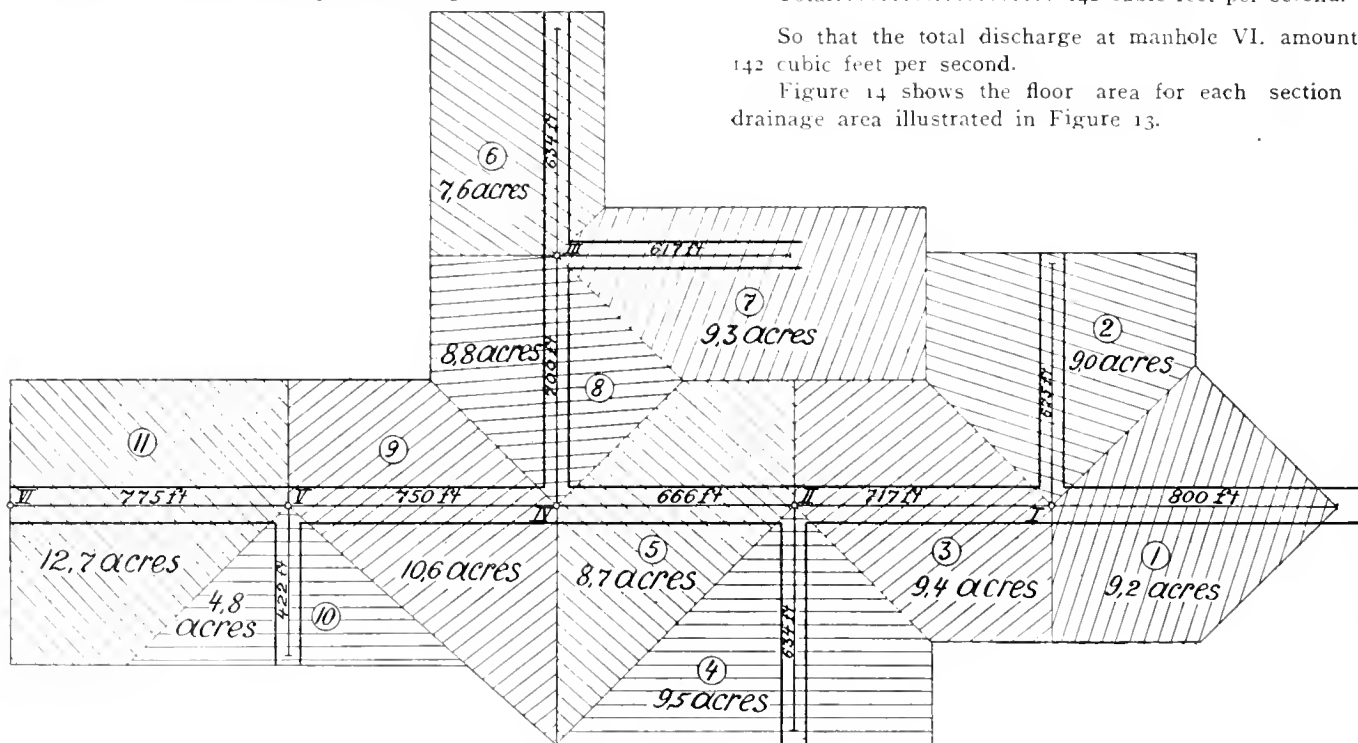 142 cubic feet per second.
So that the total discharge at manhole VI. amount
142 cubic feet per second.
Figure 14 shows the floor area for each section
drainage area illustrated in Figure 13.
634 ft
6
7,6 acres
III
617 ft
7
9,3 acres
2
9,0 acres
8,8 acres
700 ft
8
675 ft
11
9
VI
775 ft
V
750 ft
IV
666 ft
II
717 ft
I
800 ft
12,7 acres
4,8
acres
422 ft
10
10,6 acres
5
8,7 acres
634 ft
3
9,4 acres
1
9,2 acres
4
9,5 acres